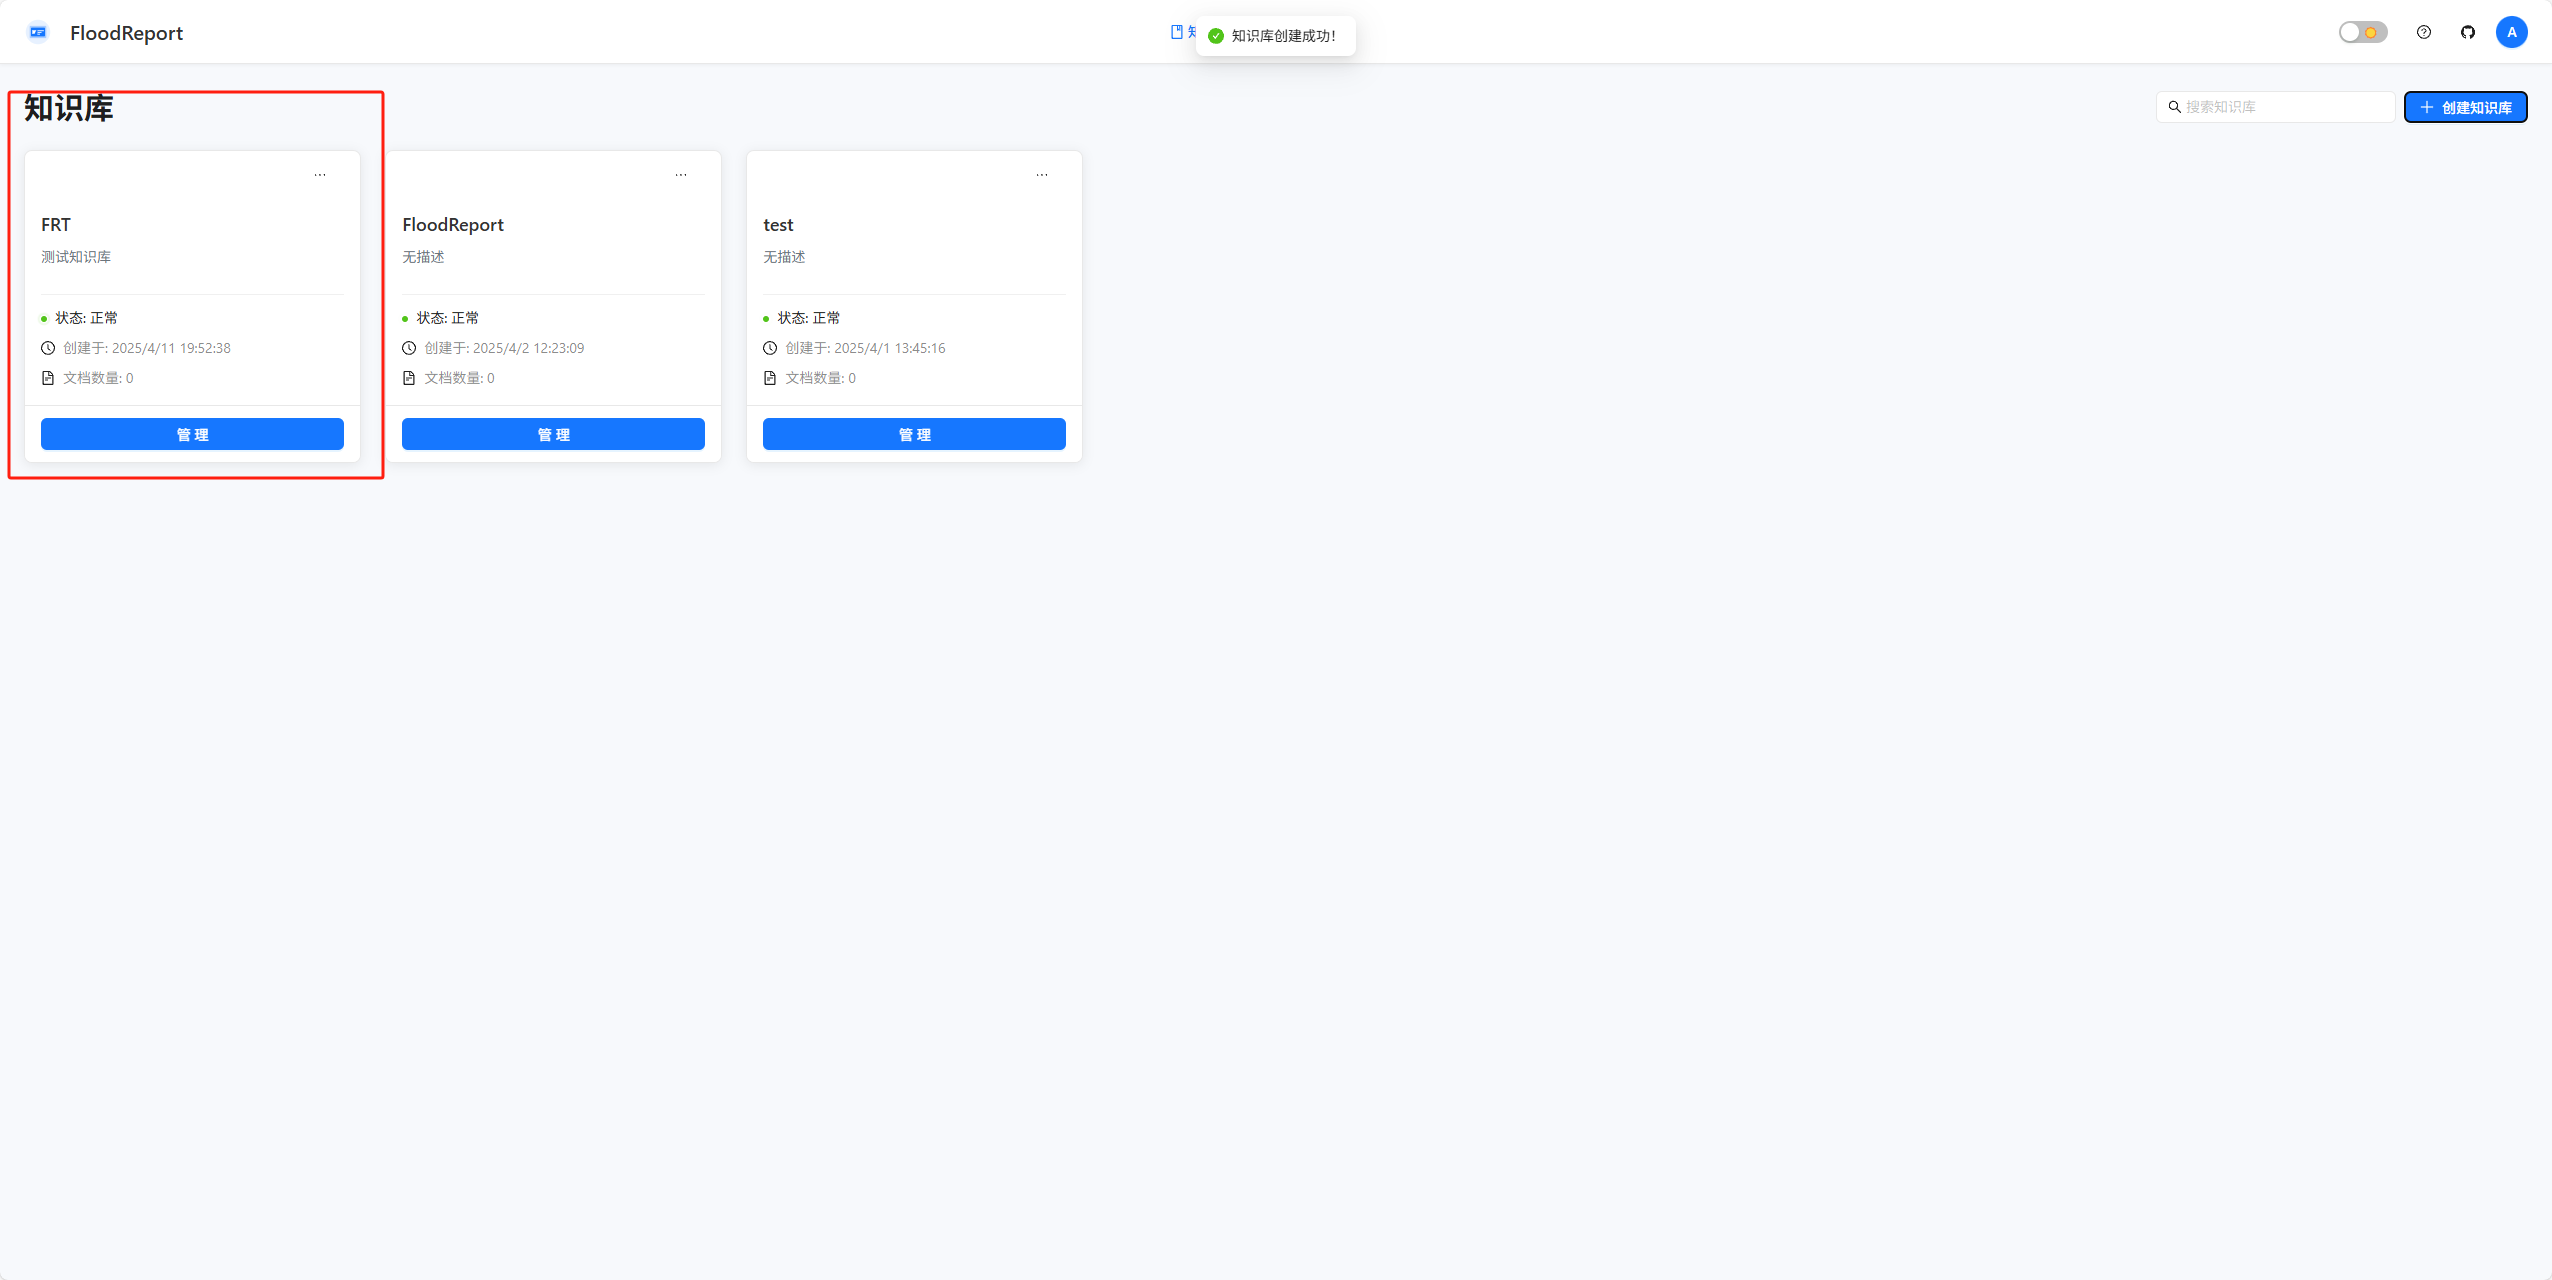 FloodReport
知识库创建成功！
A
知识库
搜索知识库
创建知识库
FRT
测试知识库
状态: 正常
创建于: 2025/4/11 19:52:38
文档数量: 0
管 理
FloodReport
无描述
状态: 正常
创建于: 2025/4/2 12:23:09
文档数量: 0
管 理
test
无描述
状态: 正常
创建于: 2025/4/1 13:45:16
文档数量: 0
管 理